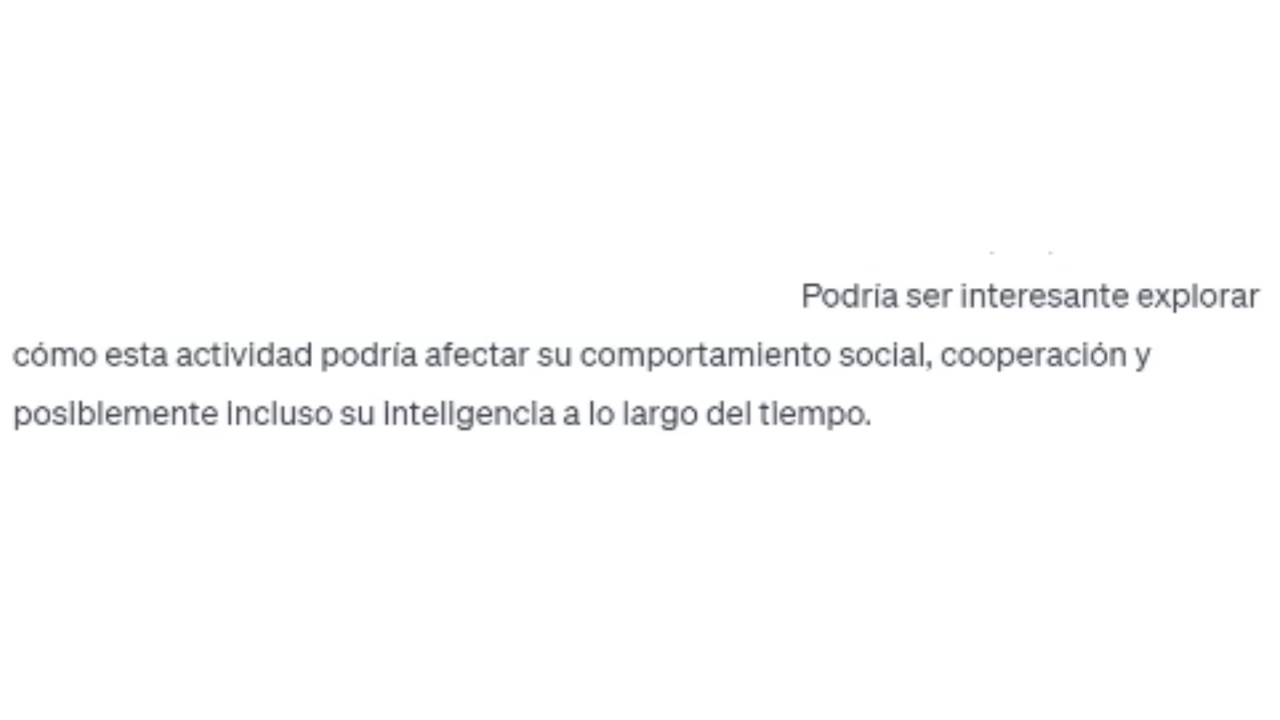 Podría ser interesante explorar
cómo esta actividad podría afectar su comportamiento social, cooperación y
posiblemente incluso su inteligencia a lo largo del tiempo.